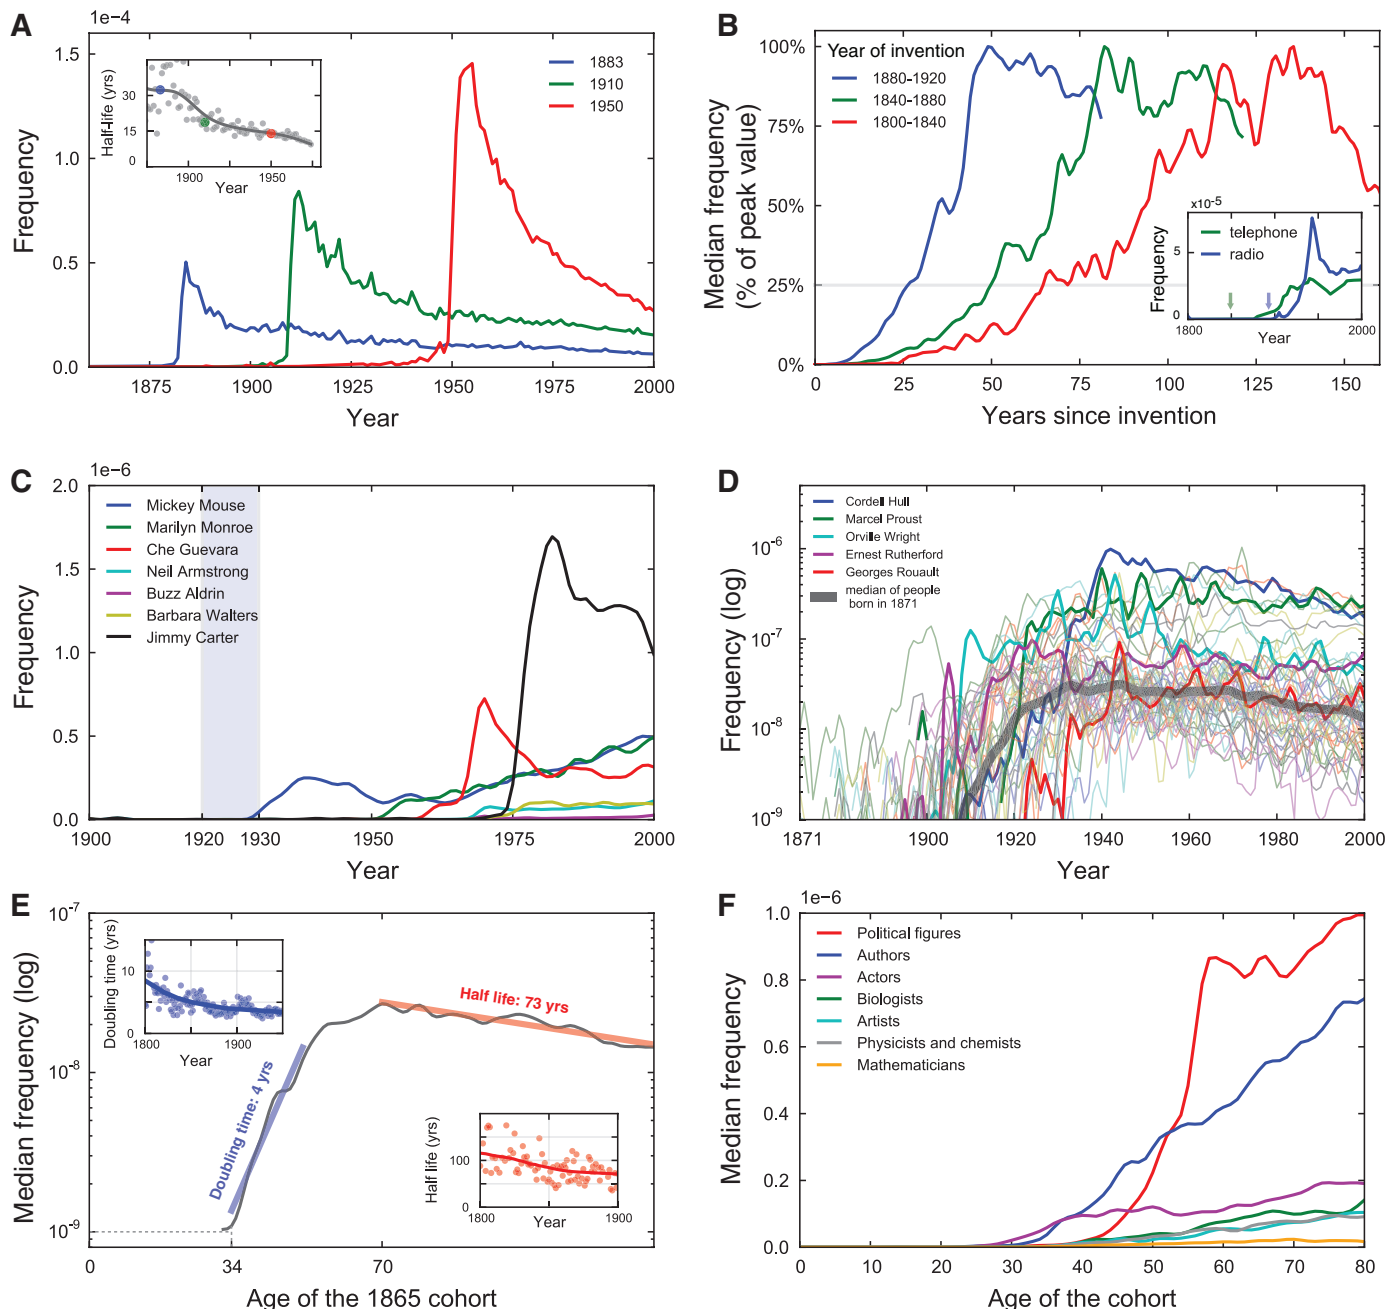 A
1e−4
1.5
1.0
0.5
0.0
Frequency
1875
1900
1925
1950
1975
2000
Year
1883
1910
1950
Half-life (yrs)
30
15
0
1900
1950
Year
B
100%
75%
50%
25%
0%
Median frequency
(% of peak value)
Year of invention
1880-1920
1840-1880
1800-1840
0
25
50
75
100
125
150
Years since invention
x10-5
telephone
radio
Frequency
5
0
1800
1900
2000
Year
C
1e−6
2.0
1.5
1.0
0.5
0.0
Frequency
Mickey Mouse
Marilyn Monroe
Che Guevara
Neil Armstrong
Buzz Aldrin
Barbara Walters
Jimmy Carter
1900
1920
1930
1950
1975
2000
Year
D
Cordell Hull
Marcel Proust
Orville Wright
Ernest Rutherford
Georges Rouault
median of people
born in 1871
10-6
10-7
10-8
10-9
Frequency (log)
1871
1900
1920
1940
1960
1980
2000
Year
E
10-7
10-8
10-9
Median frequency (log)
Doubling time (yrs)
10
0
1800
1900
Year
Doubling time: 4 yrs
Half life: 73 yrs
Half life (yrs)
100
0
1800
1900
Year
0
34
70
Age of the 1865 cohort
F
1e−6
1.0
0.8
0.6
0.4
0.2
0.0
Median frequency
Political figures
Authors
Actors
Biologists
Artists
Physicists and chemists
Mathematicians
0
10
20
30
40
50
60
70
80
Age of the cohort